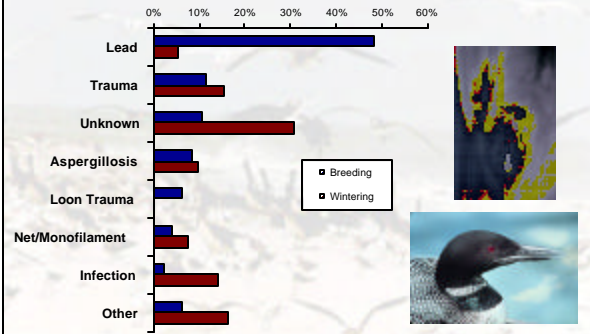 0% 10% 20% 30% 40% 50% 60%
Lead
Trauma
Unknown
Aspergillosis
Loon Trauma
Net/Monofilament
Infection
Other
Breeding
Wintering